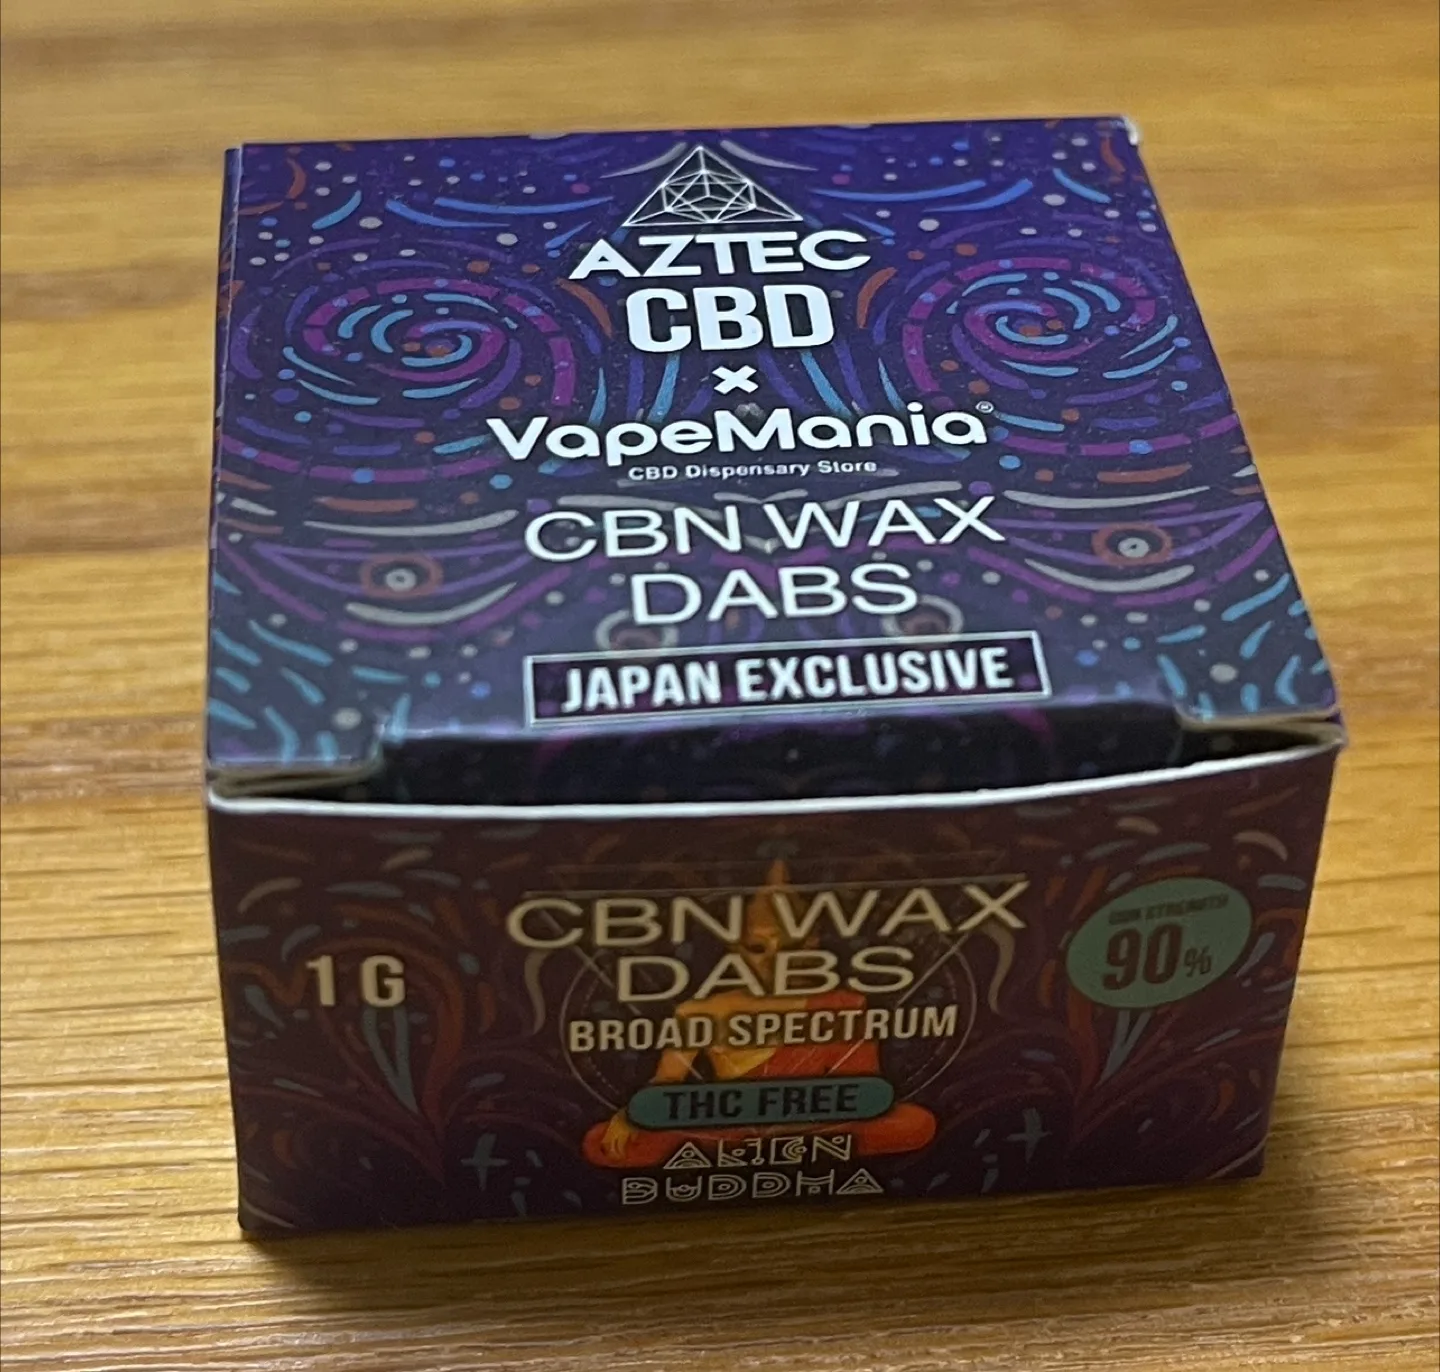 AZTEC
CBD
×
VapeMania®
CBD Dispensary Store
CBN WAX
DABS
JAPAN EXCLUSIVE
CBN WAX
DABS
1G
BROAD SPECTRUM
THC FREE
ALIEN
BUDDHA
STRENGTH
90%